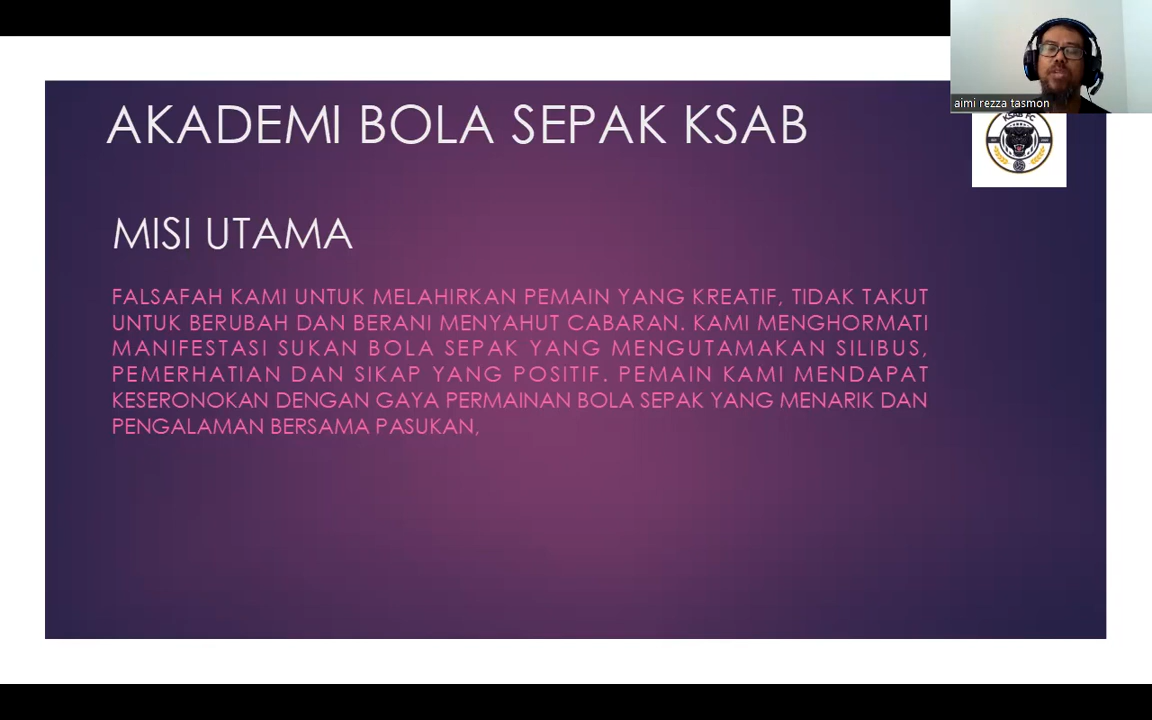 aimi rezza tasmon
KSAB FC
AKADEMI BOLA SEPAK KSAB
MISI UTAMA
FALSAFAH KAMI UNTUK MELAHIRKAN PEMAIN YANG KREATIF, TIDAK TAKUT
UNTUK BERUBAH DAN BERANI MENYAHUT CABARAN. KAMI MENGHORMATI
MANIFESTASI SUKAN BOLA SEPAK YANG MENGUTAMAKAN SILIBUS,
PEMERHATIAN DAN SIKAP YANG POSITIF. PEMAIN KAMI MENDAPAT
KESERONOKAN DENGAN GAYA PERMAINAN BOLA SEPAK YANG MENARIK DAN
PENGALAMAN BERSAMA PASUKAN,